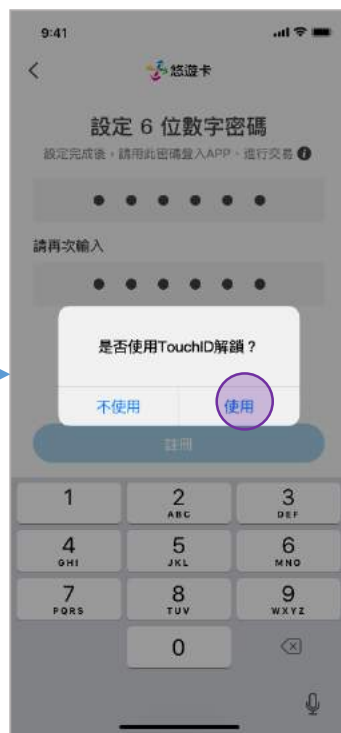 9:41
悠遊卡
設定 6 位數字密碼
設定完成後，請用此密碼登入APP，進行交易
請再次輸入
是否使用TouchID解鎖？
不使用 使用
註冊
1 2 3
ABC DEF
4 5 6
GHI JKL MNO
7 8 9
PQRS TUV WXYZ
0